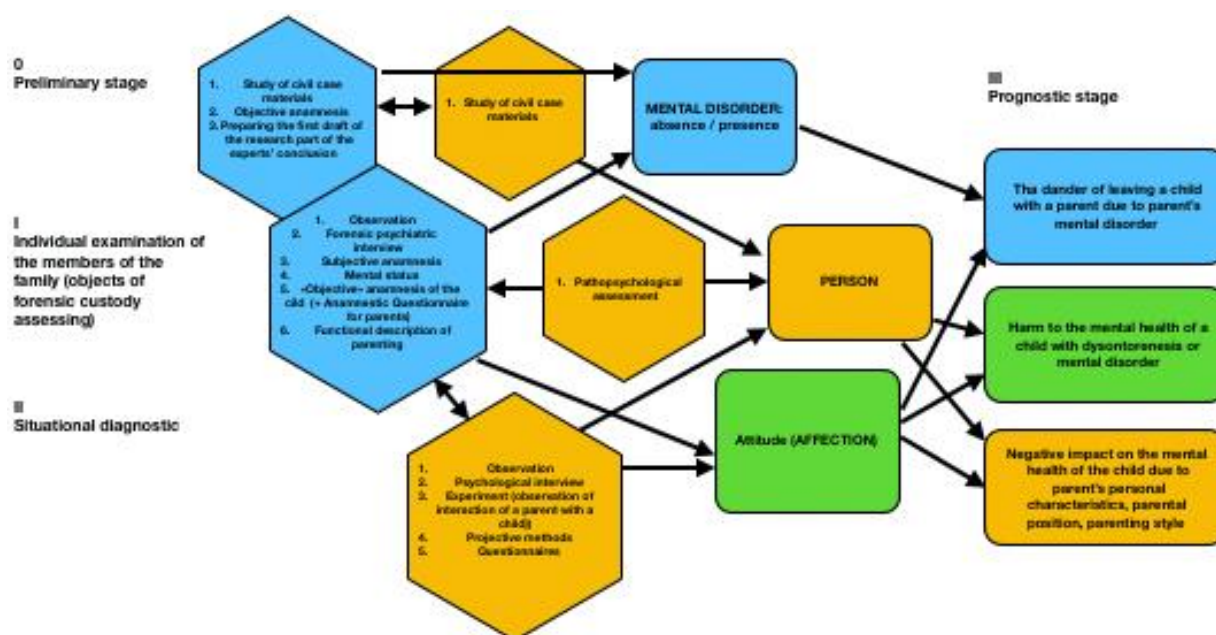 0
Preliminary stage
1. Study of civil case
materials
2. Objective anamnesis
3. Preparing the first draft of
the research part of the
experts' conclusion
1. Study of civil case
materials
MENTAL DISORDER:
absence / presence
III
Prognostic stage
Tha dander of leaving a child
with a parent due to parent's
mental disorder
I
Individual examination of
the members of the
family (objects of
forensic custody
assessing)
1. Observation
2. Forensic psychiatric
interview
3. Subjective anamnesis
4. Mental status
5. «Objective» anamnesis of the
cild (+ Anamnestic Questionnaire
for parents)
6. Functional description of
parenting
1. Pathopsychological
assessment
PERSON
Harm to the mental health of a
child with dysontorenesis or
mental disorder
II
Situational diagnostic
1. Observation
2. Psychological interview
3. Experiment (observation of
interaction of a parent with a
child))
4. Projective methods
5. Questionnaires
Attitude (AFFECTION)
Negative impact on the mental
health of the child due to
parent's personal
characteristics, parental
position, parenting style